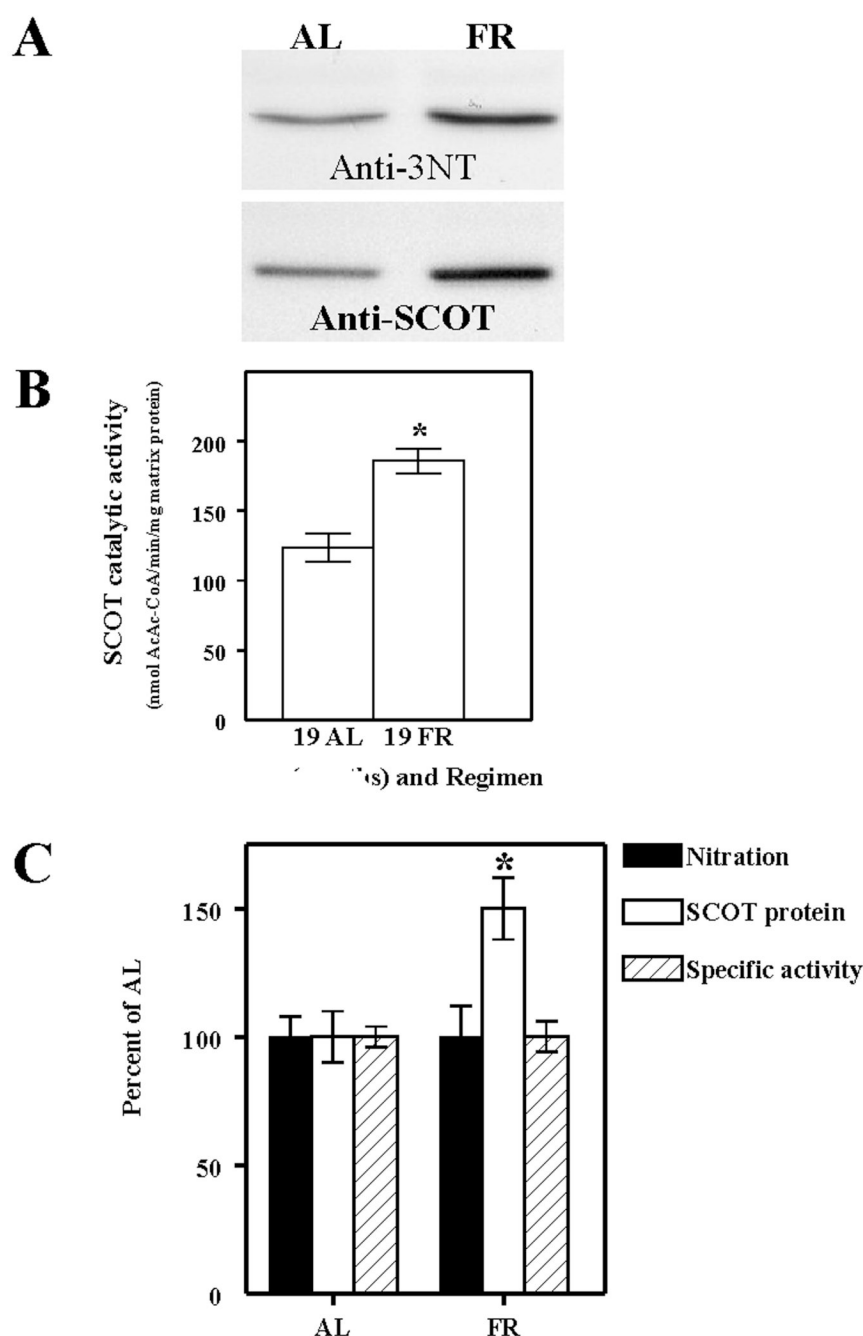 A
AL FR
Anti-3NT
Anti-SCOT
B
SCOT catalytic activity
(nmol AcAc-CoA/min/mg matrix protein)
200
150
100
50
0
*
19 AL 19 FR
and Regimen
C
Percent of AL
150
100
50
0
*
AL FR
Nitration
SCOT protein
Specific activity